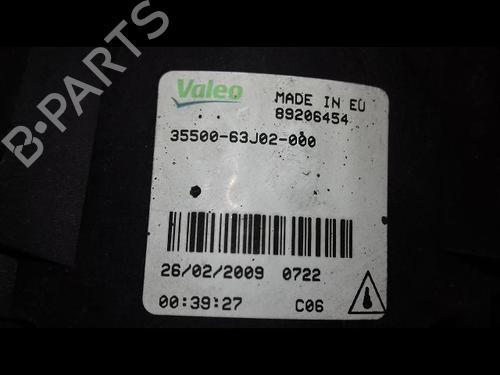 B-PARTS
Valeo
MADE IN EU
89206454
35500-63J02-000
26/02/2009 0722
00:39:27 C06